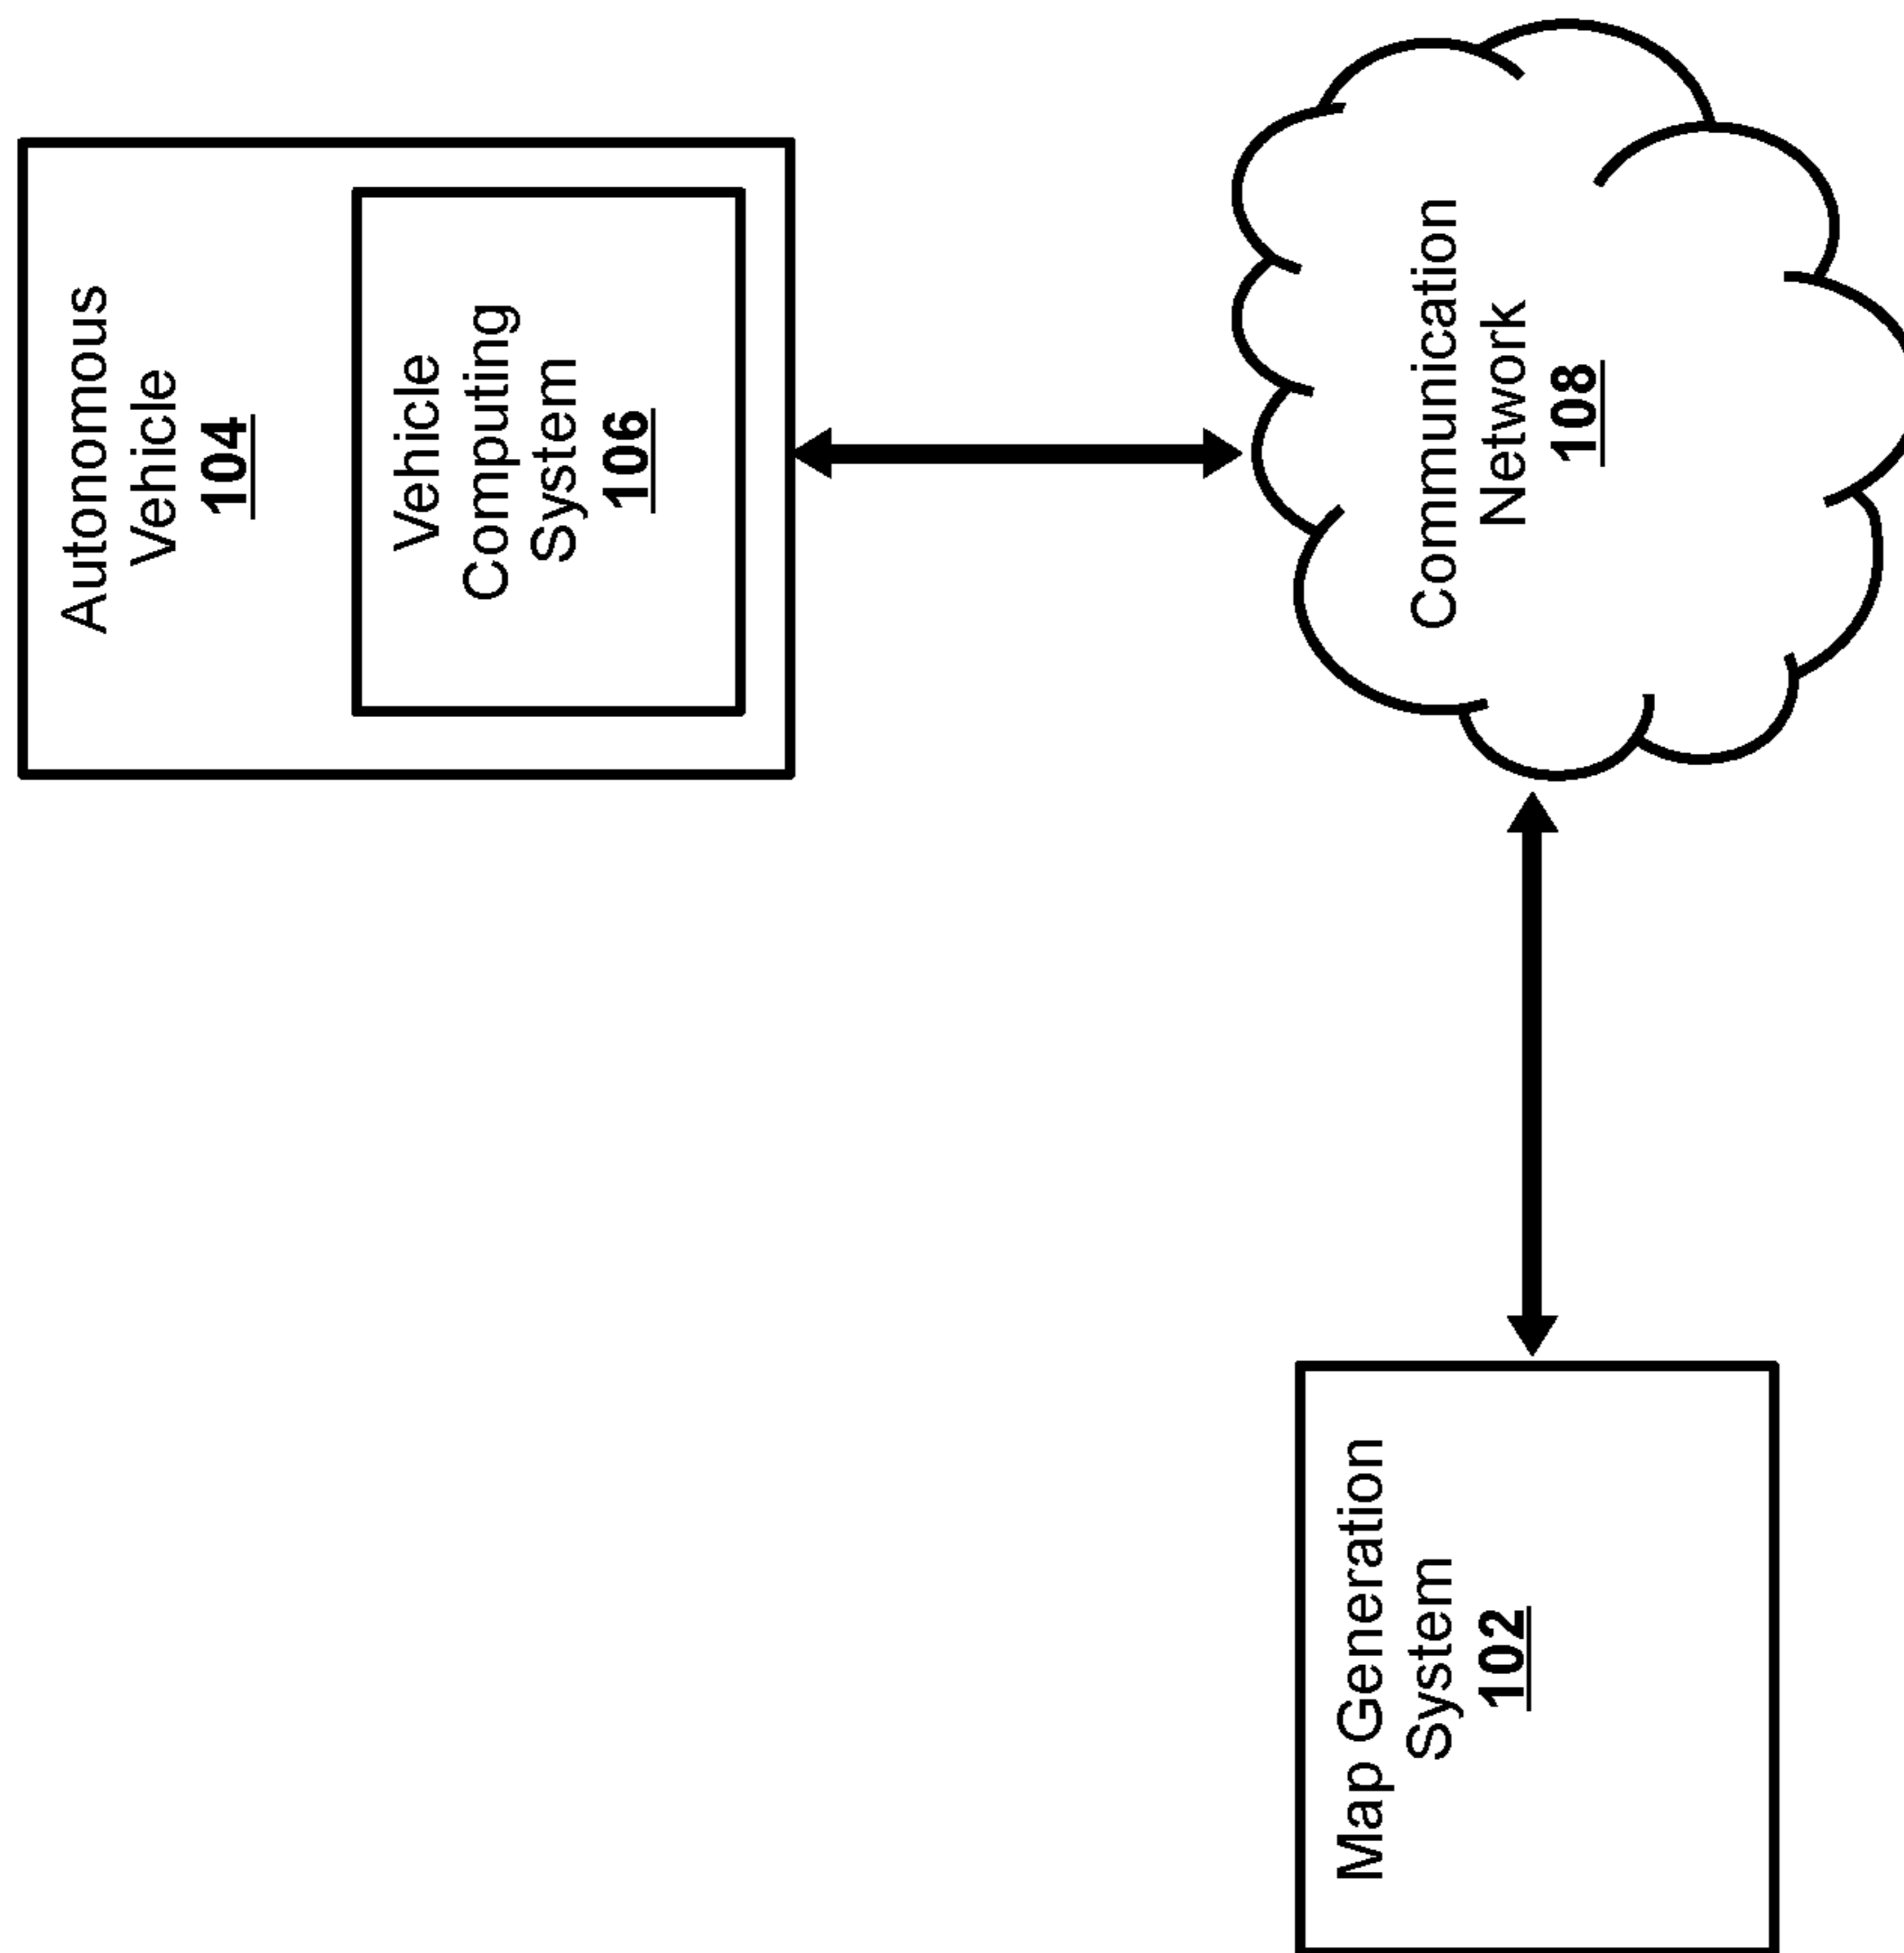 Autonomous
Vehicle
104
Vehicle
Computing
System
106
Communication
Network
108
Map Generation
System
102